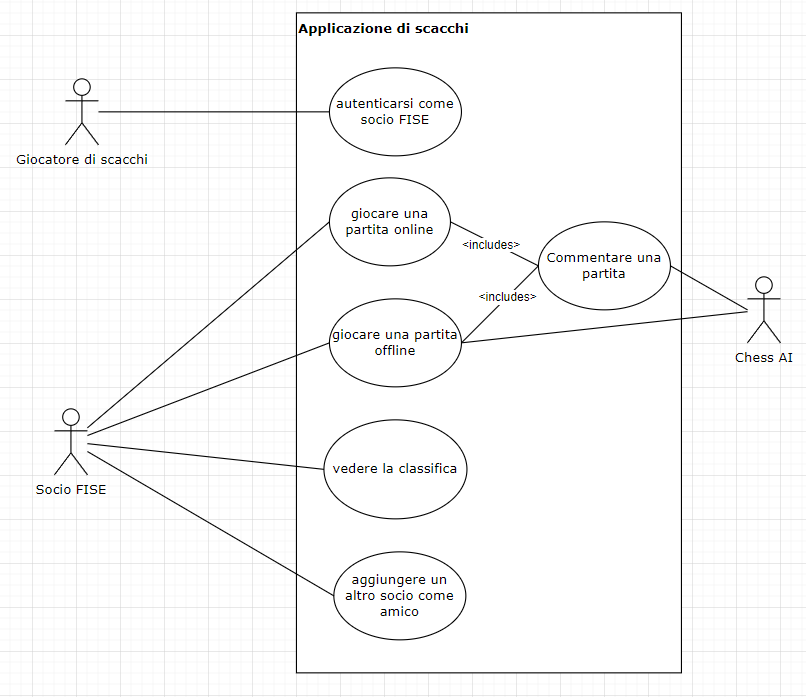 Applicazione di scacchi
autenticarsi come
socio FISE
Giocatore di scacchi
giocare una
partita online
<includes>
Commentare una
partita
<includes>
giocare una partita
offline
Chess AI
vedere la classifica
Socio FISE
aggiungere un
altro socio come
amico